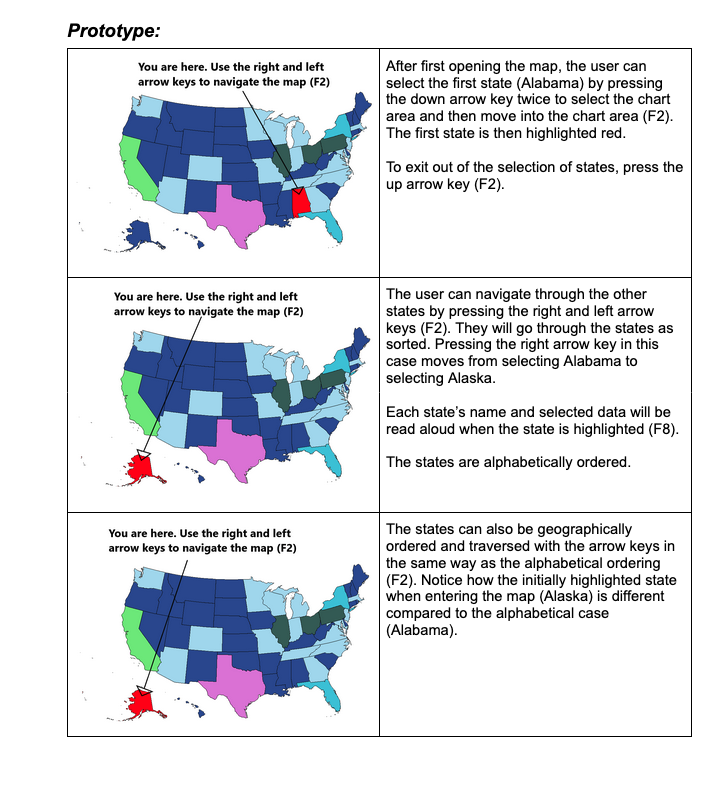 Prototype:
You are here. Use the right and left
arrow keys to navigate the map (F2)
After first opening the map, the user can
select the first state (Alabama) by pressing
the down arrow key twice to select the chart
area and then move into the chart area (F2).
The first state is then highlighted red.
To exit out of the selection of states, press the
up arrow key (F2).
You are here. Use the right and left
arrow keys to navigate the map (F2)
The user can navigate through the other
states by pressing the right and left arrow
keys (F2). They will go through the states as
sorted. Pressing the right arrow key in this
case moves from selecting Alabama to
selecting Alaska.
Each state's name and selected data will be
read aloud when the state is highlighted (F8).
The states are alphabetically ordered.
You are here. Use the right and left
arrow keys to navigate the map (F2)
The states can also be geographically
ordered and traversed with the arrow keys in
the same way as the alphabetical ordering
(F2). Notice how the initially highlighted state
when entering the map (Alaska) is different
compared to the alphabetical case
(Alabama).